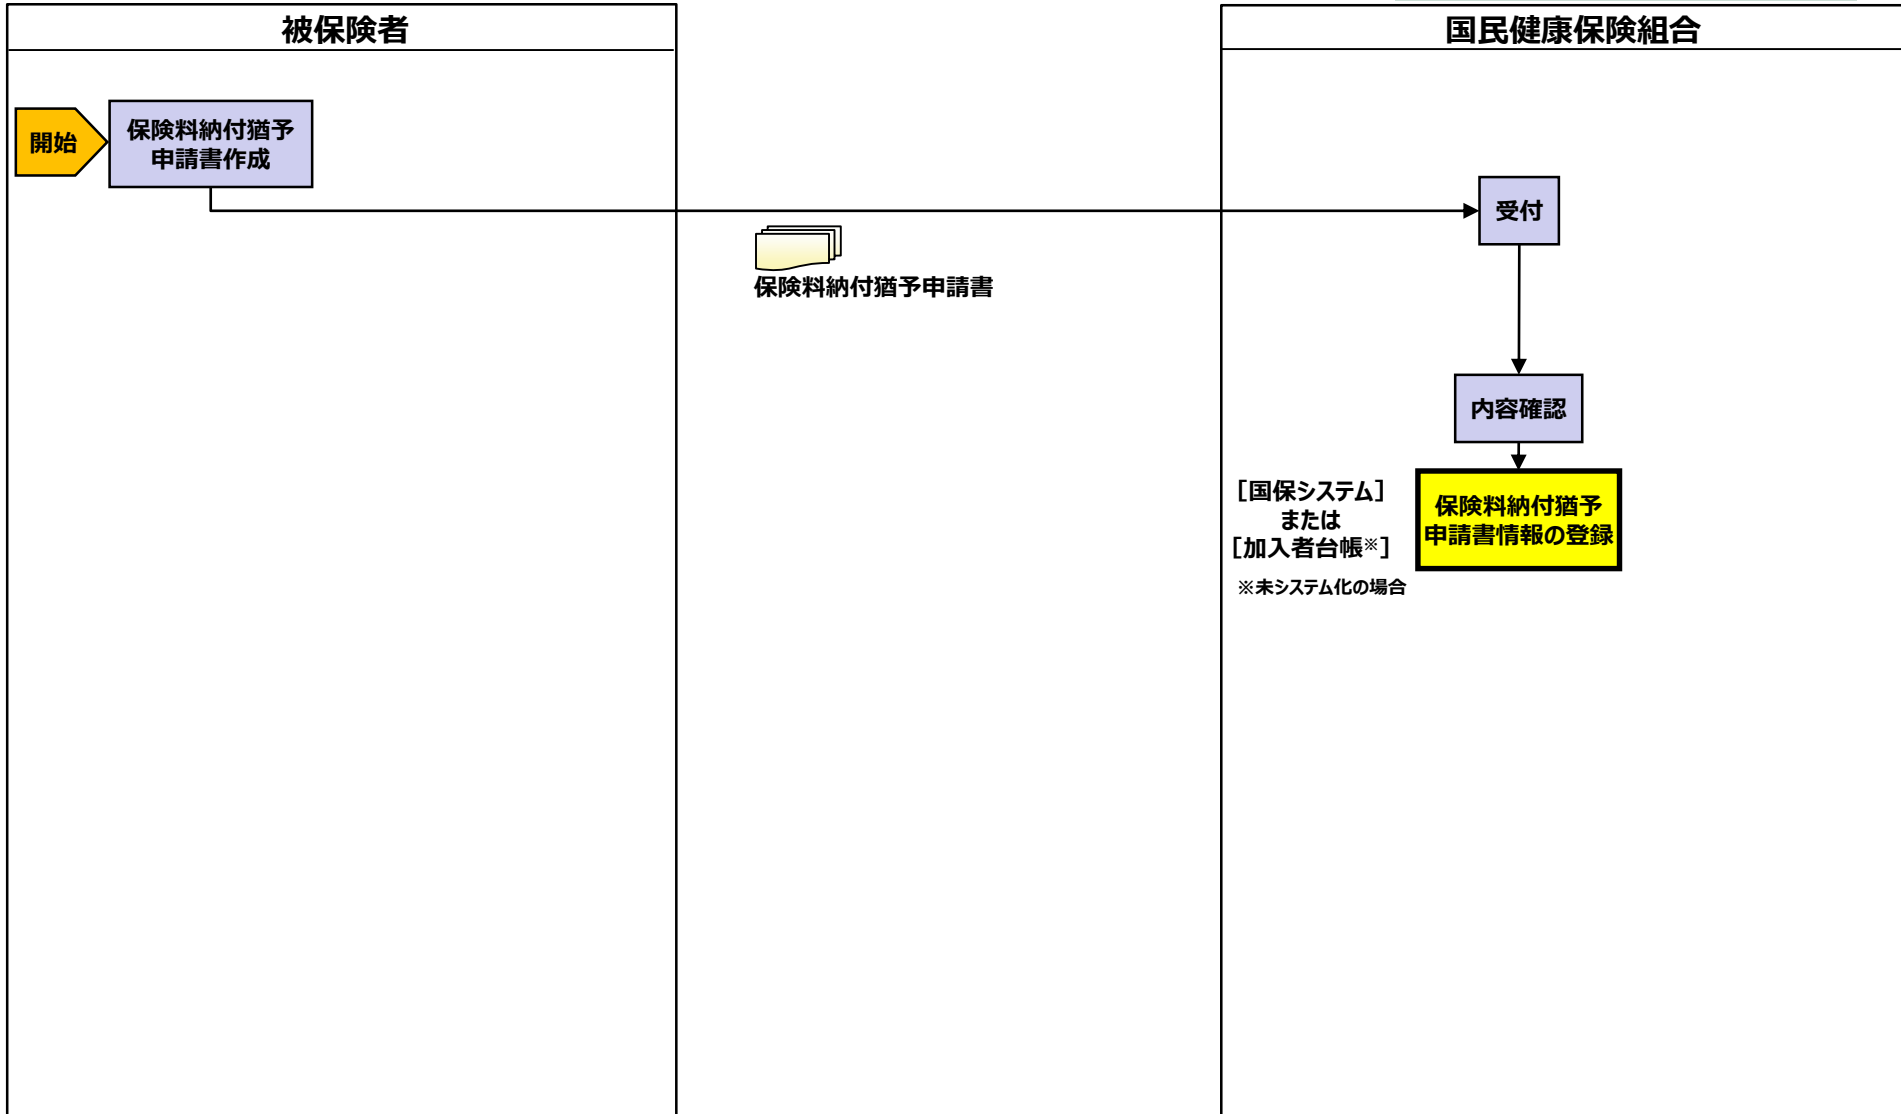 被保険者
国民健康保険組合
開始
保険料納付猶予
申請書作成
受付
保険料納付猶予申請書
内容確認
［国保システム］
または
［加入者台帳※］
※未システム化の場合
保険料納付猶予
申請書情報の登録